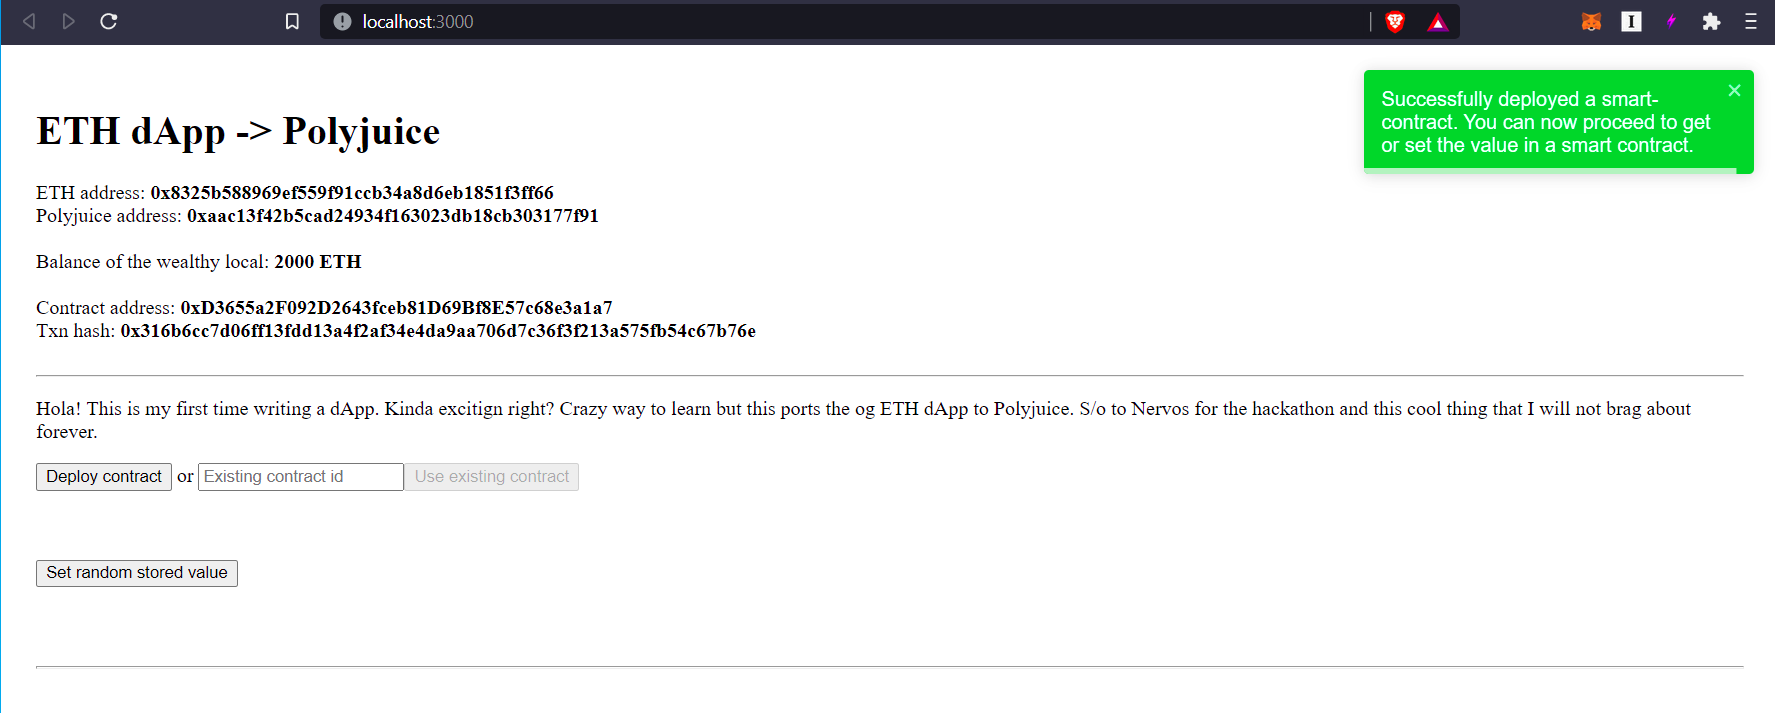 localhost:3000
I
Successfully deployed a smart-
contract. You can now proceed to get
or set the value in a smart contract.
ETH dApp -> Polyjuice
ETH address: 0x8325b588969ef559f91ccb34a8d6eb1851f3ff66
Polyjuice address: 0xaac13f42b5cad24934f163023db18cb303177f91
Balance of the wealthy local: 2000 ETH
Contract address: 0xD3655a2F092D2643fceb81D69Bf8E57c68e3a1a7
Txn hash: 0x316b6cc7d06ff13fdd13a4f2af34e4da9aa706d7c36f3f213a575fb54c67b76e
Hola! This is my first time writing a dApp. Kinda excitign right? Crazy way to learn but this ports the og ETH dApp to Polyjuice. S/o to Nervos for the hackathon and this cool thing that I will not brag about
forever.
Deploy contract or Existing contract id Use existing contract
Set random stored value